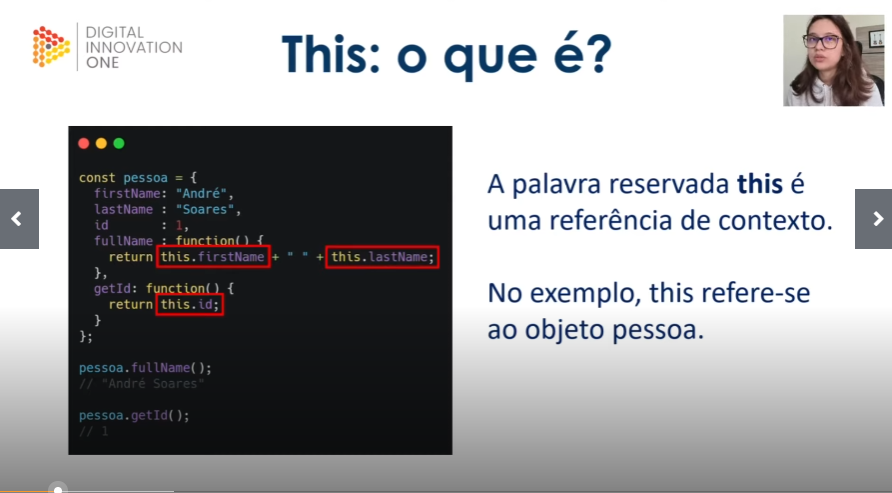 DIGITAL
INNOVATION
ONE
This: o que é?
const pessoa = {
  firstName: "André",
  lastName : "Soares",
  id       : 1,
  fullName : function() {
    return this.firstName + " " + this.lastName;
  },
  getId: function() {
    return this.id;
  }
};
pessoa.fullName();
// "André Soares"
pessoa.getId();
// 1
A palavra reservada this é
uma referência de contexto.
No exemplo, this refere-se
ao objeto pessoa.